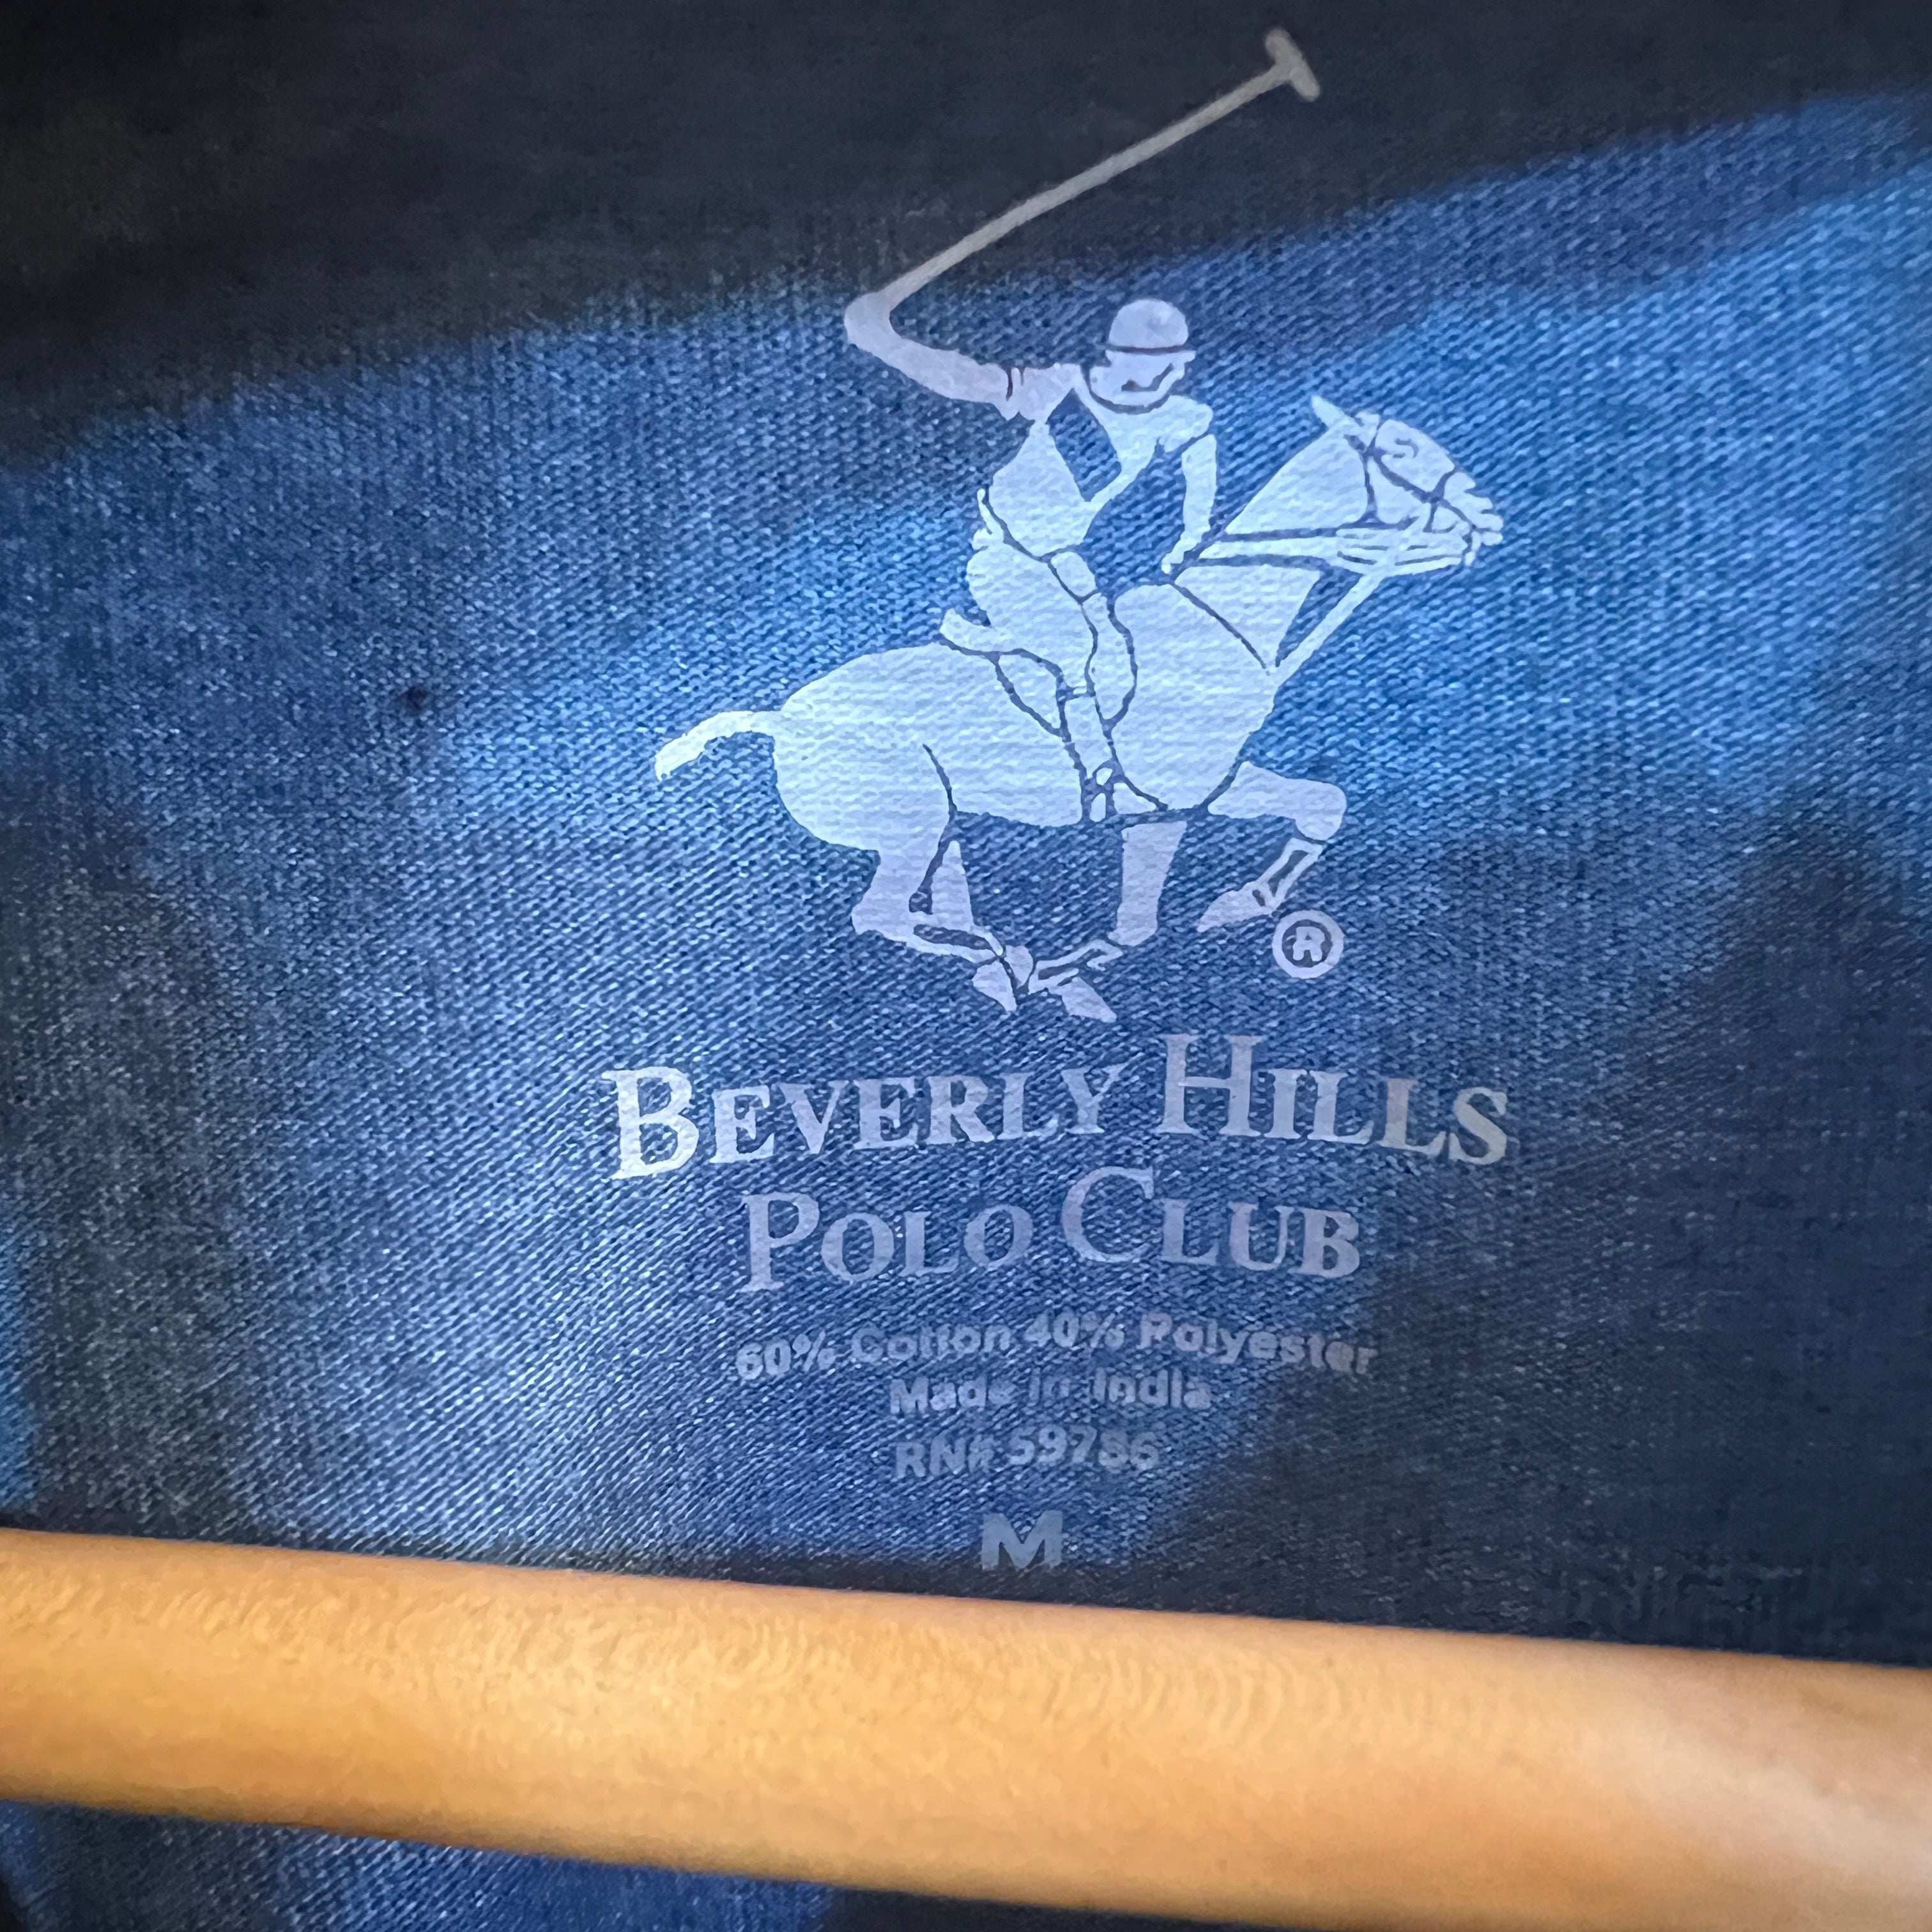 ®
BEVERLY HILLS
POLO CLUB
60% Cotton 40% Polyester
Made in India
RN# 59786
M